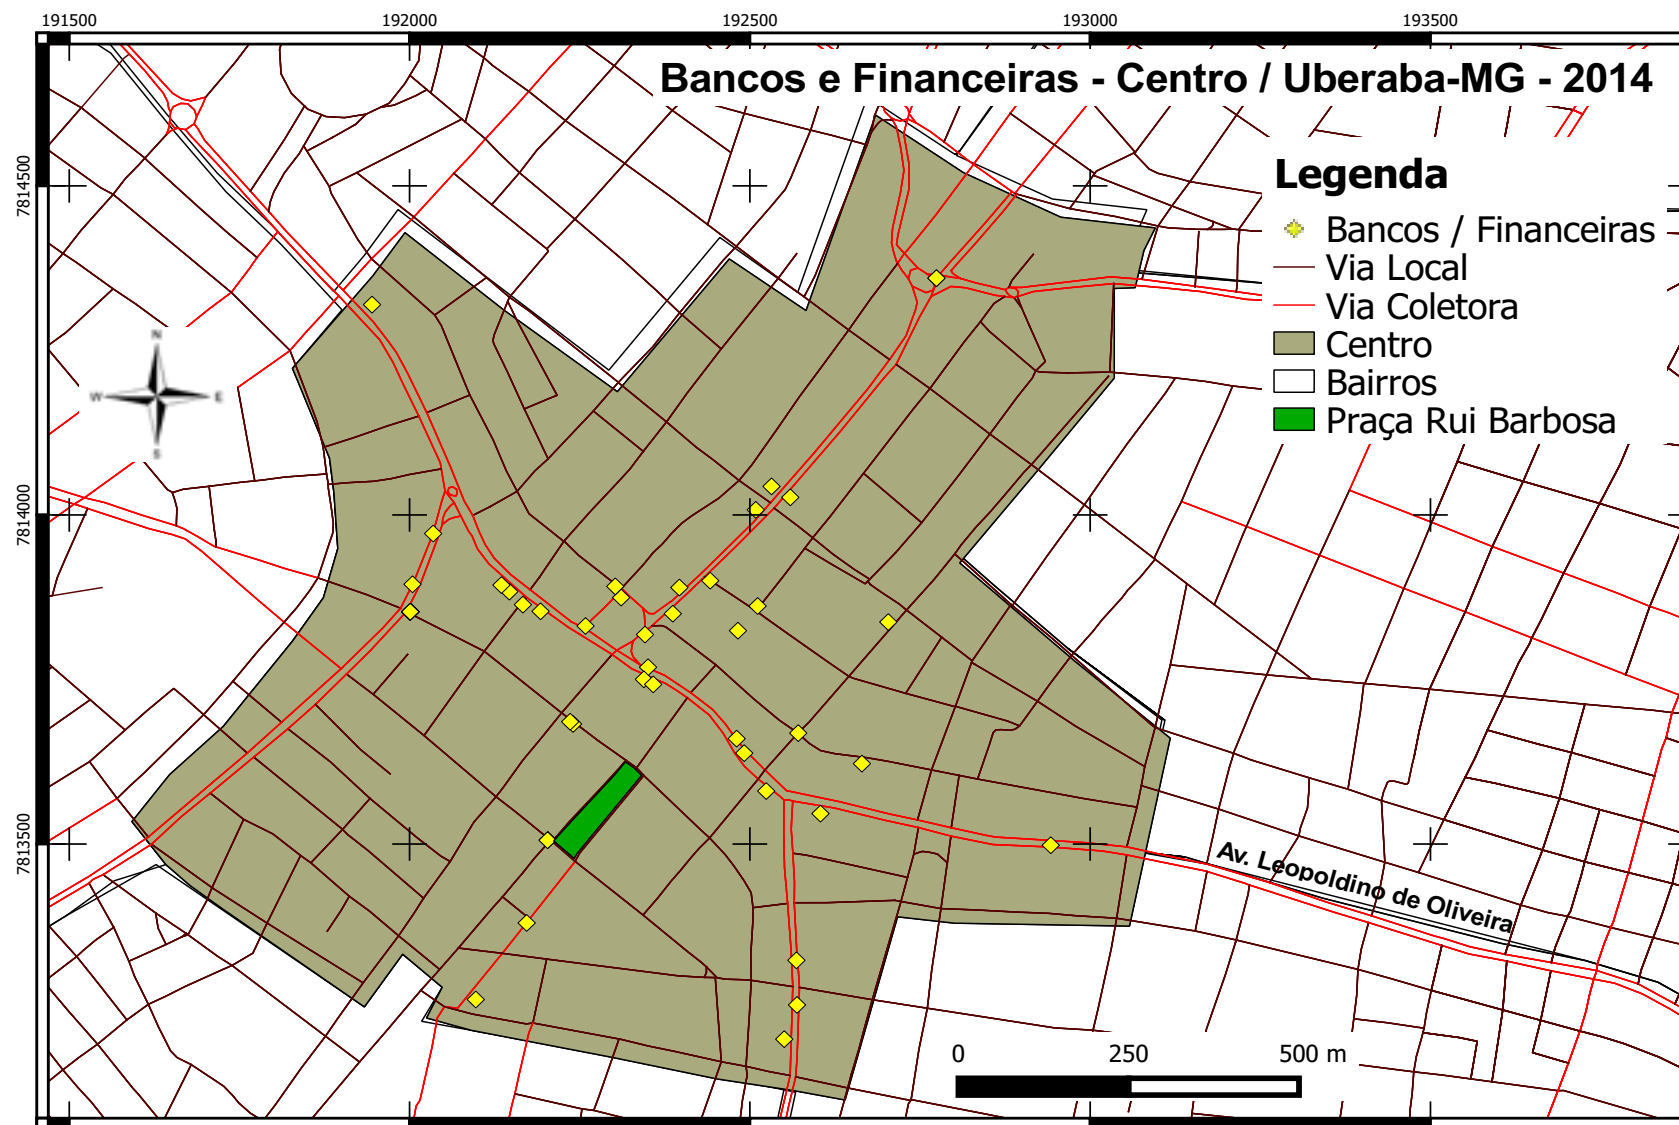 191500
192000
192500
193000
193500
Bancos e Financeiras - Centro / Uberaba-MG - 2014
7814500
7814000
7813500
Legenda
Bancos / Financeiras
Via Local
Via Coletora
Centro
Bairros
Praça Rui Barbosa
N
W
E
S
Av. Leopoldino de Oliveira
0
250
500 m